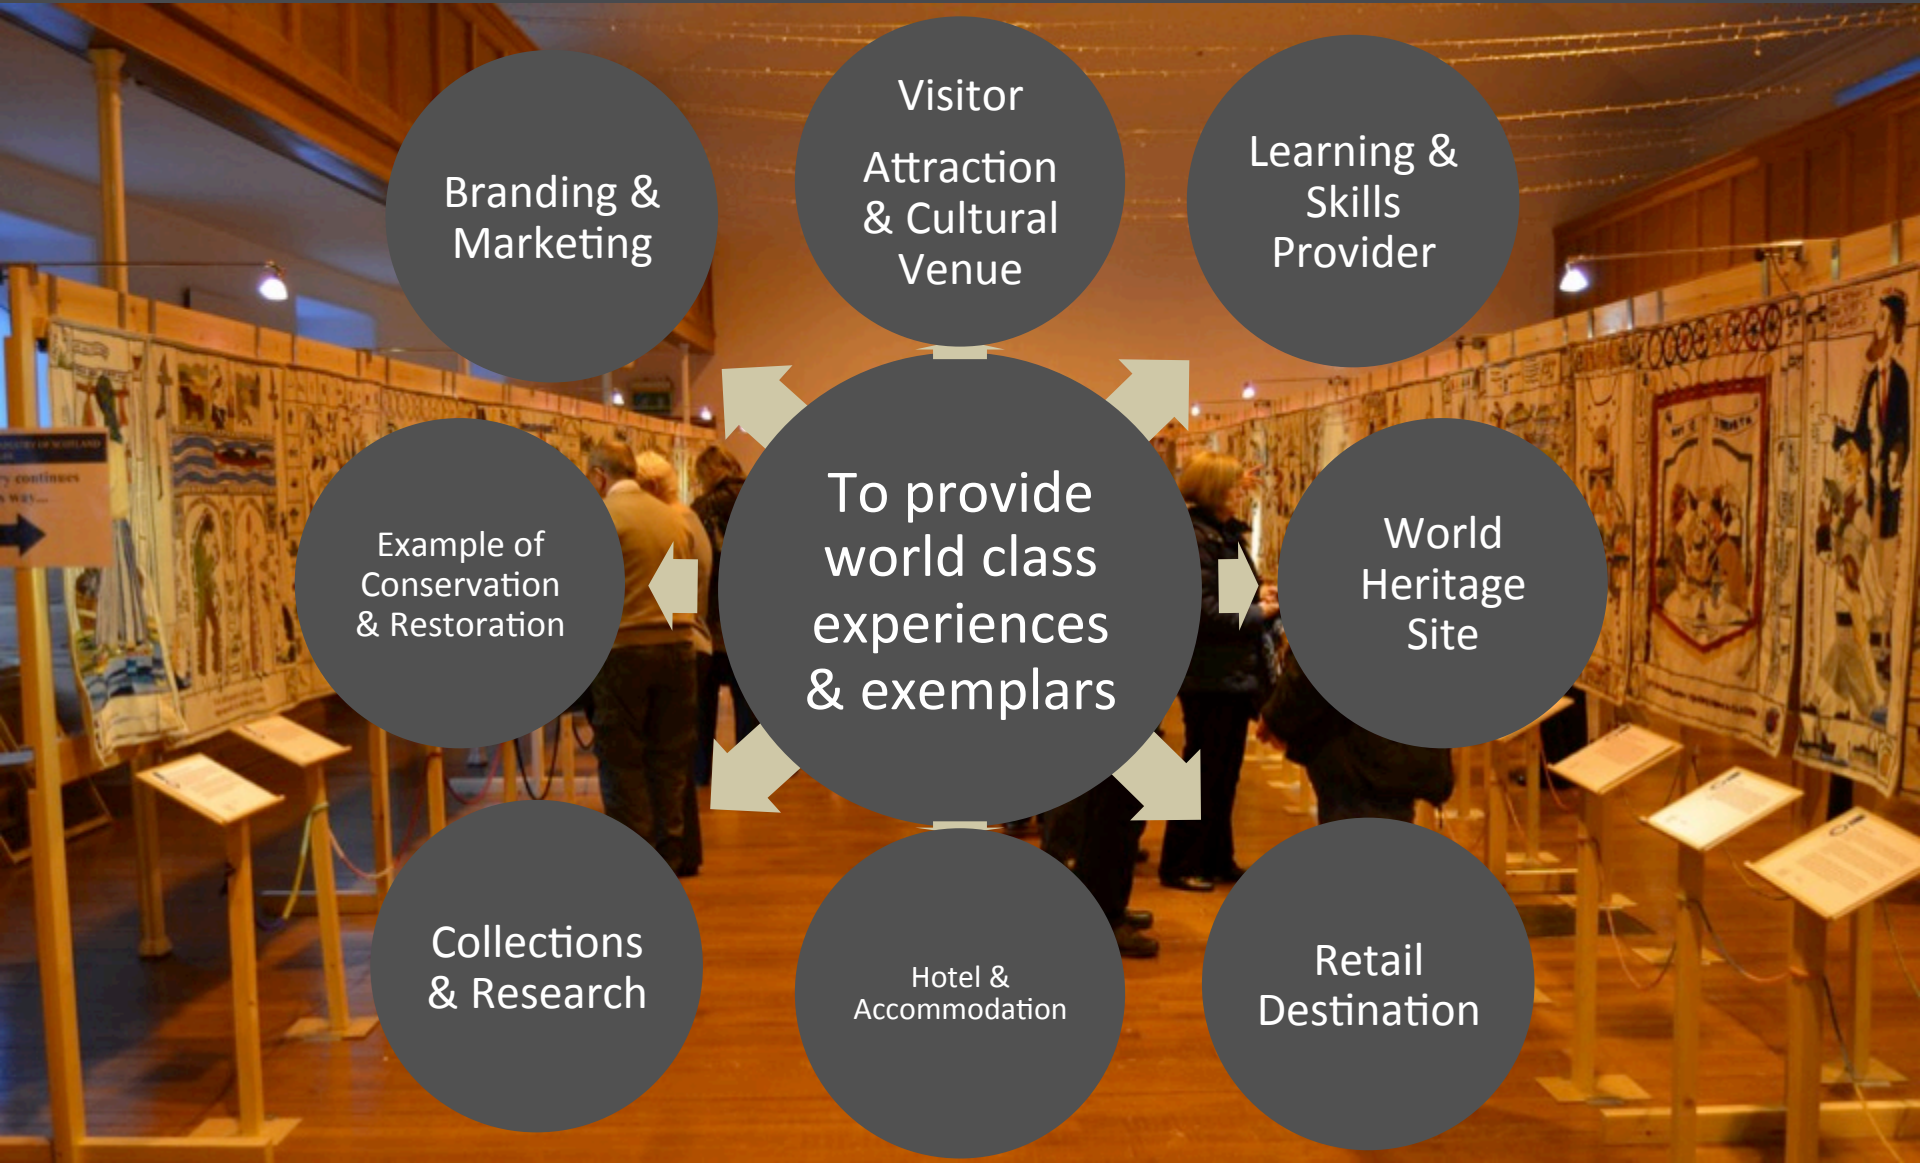 Visitor
Attraction
& Cultural
Venue
Learning &
Skills
Provider
World
Heritage
Site
Retail
Destination
Hotel &
Accommodation
Collections
& Research
Example of
Conservation
& Restoration
Branding &
Marketing
To provide
world class
experiences
& exemplars
continues